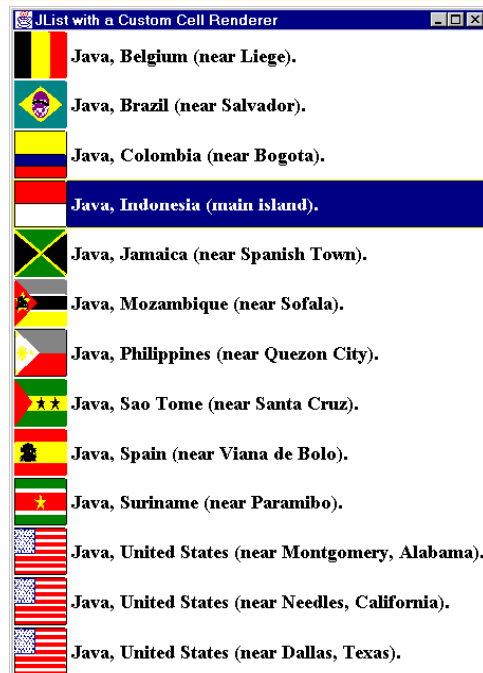 JList with a Custom Cell Renderer
Java, Belgium (near Liege).
Java, Brazil (near Salvador).
Java, Colombia (near Bogota).
Java, Indonesia (main island).
Java, Jamaica (near Spanish Town).
Java, Mozambique (near Sofala).
Java, Philippines (near Quezon City).
Java, Sao Tome (near Santa Cruz).
Java, Spain (near Viana de Bolo).
Java, Suriname (near Paramibo).
Java, United States (near Montgomery, Alabama).
Java, United States (near Needles, California).
Java, United States (near Dallas, Texas).